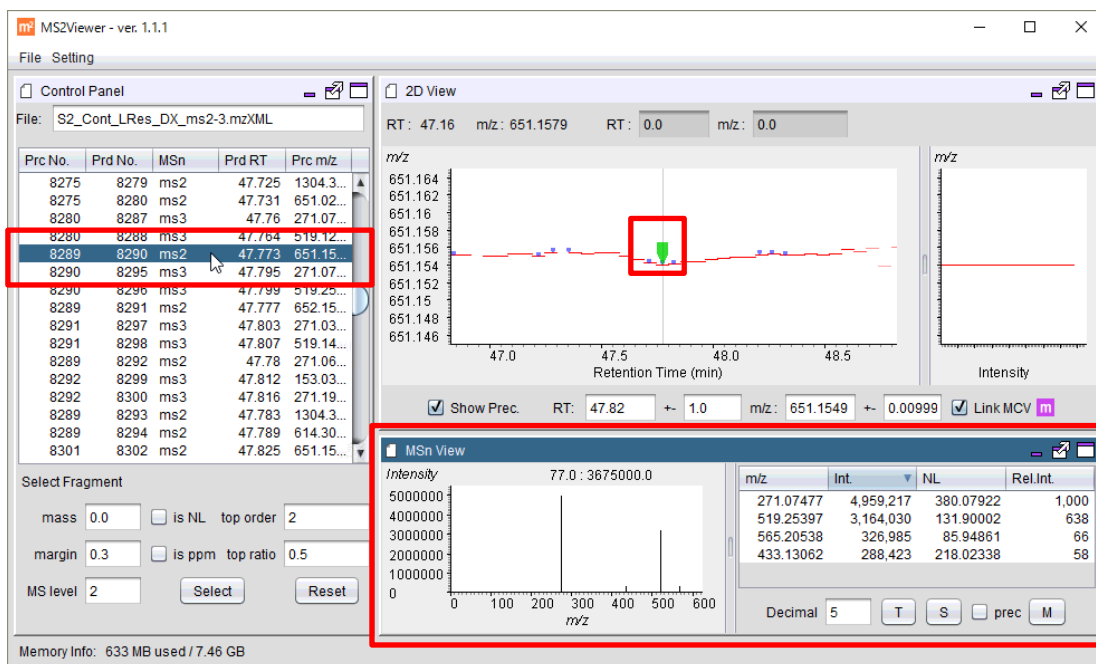 m² MS2Viewer - ver. 1.1.1
File Setting
Control Panel
File: S2_Cont_LRes_DX_ms2-3.mzXML
Prc No. Prd No. MSn Prd RT Prc m/z
8275 8279 ms2 47.725 1304.3...
8275 8280 ms2 47.731 651.02...
8280 8287 ms3 47.76 271.07...
8280 8288 ms3 47.764 519.12...
8289 8290 ms2 47.773 651.15...
8290 8295 ms3 47.795 271.07...
8290 8296 ms3 47.799 519.25...
8289 8291 ms2 47.777 652.15...
8291 8297 ms3 47.803 271.03...
8291 8298 ms3 47.807 519.14...
8289 8292 ms2 47.78 271.06...
8292 8299 ms3 47.812 153.03...
8292 8300 ms3 47.816 271.19...
8289 8293 ms2 47.783 1304.3...
8289 8294 ms2 47.789 614.30...
8301 8302 ms2 47.825 651.15...
Select Fragment
mass 0.0 is NL top order 2
margin 0.3 is ppm top ratio 0.5
MS level 2 Select Reset
Memory Info: 633 MB used / 7.46 GB
2D View
RT : 47.16 m/z : 651.1579 RT : 0.0 m/z : 0.0
m/z
651.164
651.162
651.16
651.158
651.156
651.154
651.152
651.15
651.148
651.146
47.0 47.5 48.0 48.5
Retention Time (min)
m/z
Intensity
Show Prec. RT: 47.82 +- 1.0 m/z : 651.1549 +- 0.00999 Link MCV m
MSn View
Intensity 77.0 : 3675000.0
5000000
4000000
3000000
2000000
1000000
0
0 100 200 300 400 500 600
m/z
m/z Int. NL Rel.Int.
271.07477 4,959,217 380.07922 1,000
519.25397 3,164,030 131.90002 638
565.20538 326,985 85.94861 66
433.13062 288,423 218.02338 58
Decimal 5 T S prec M